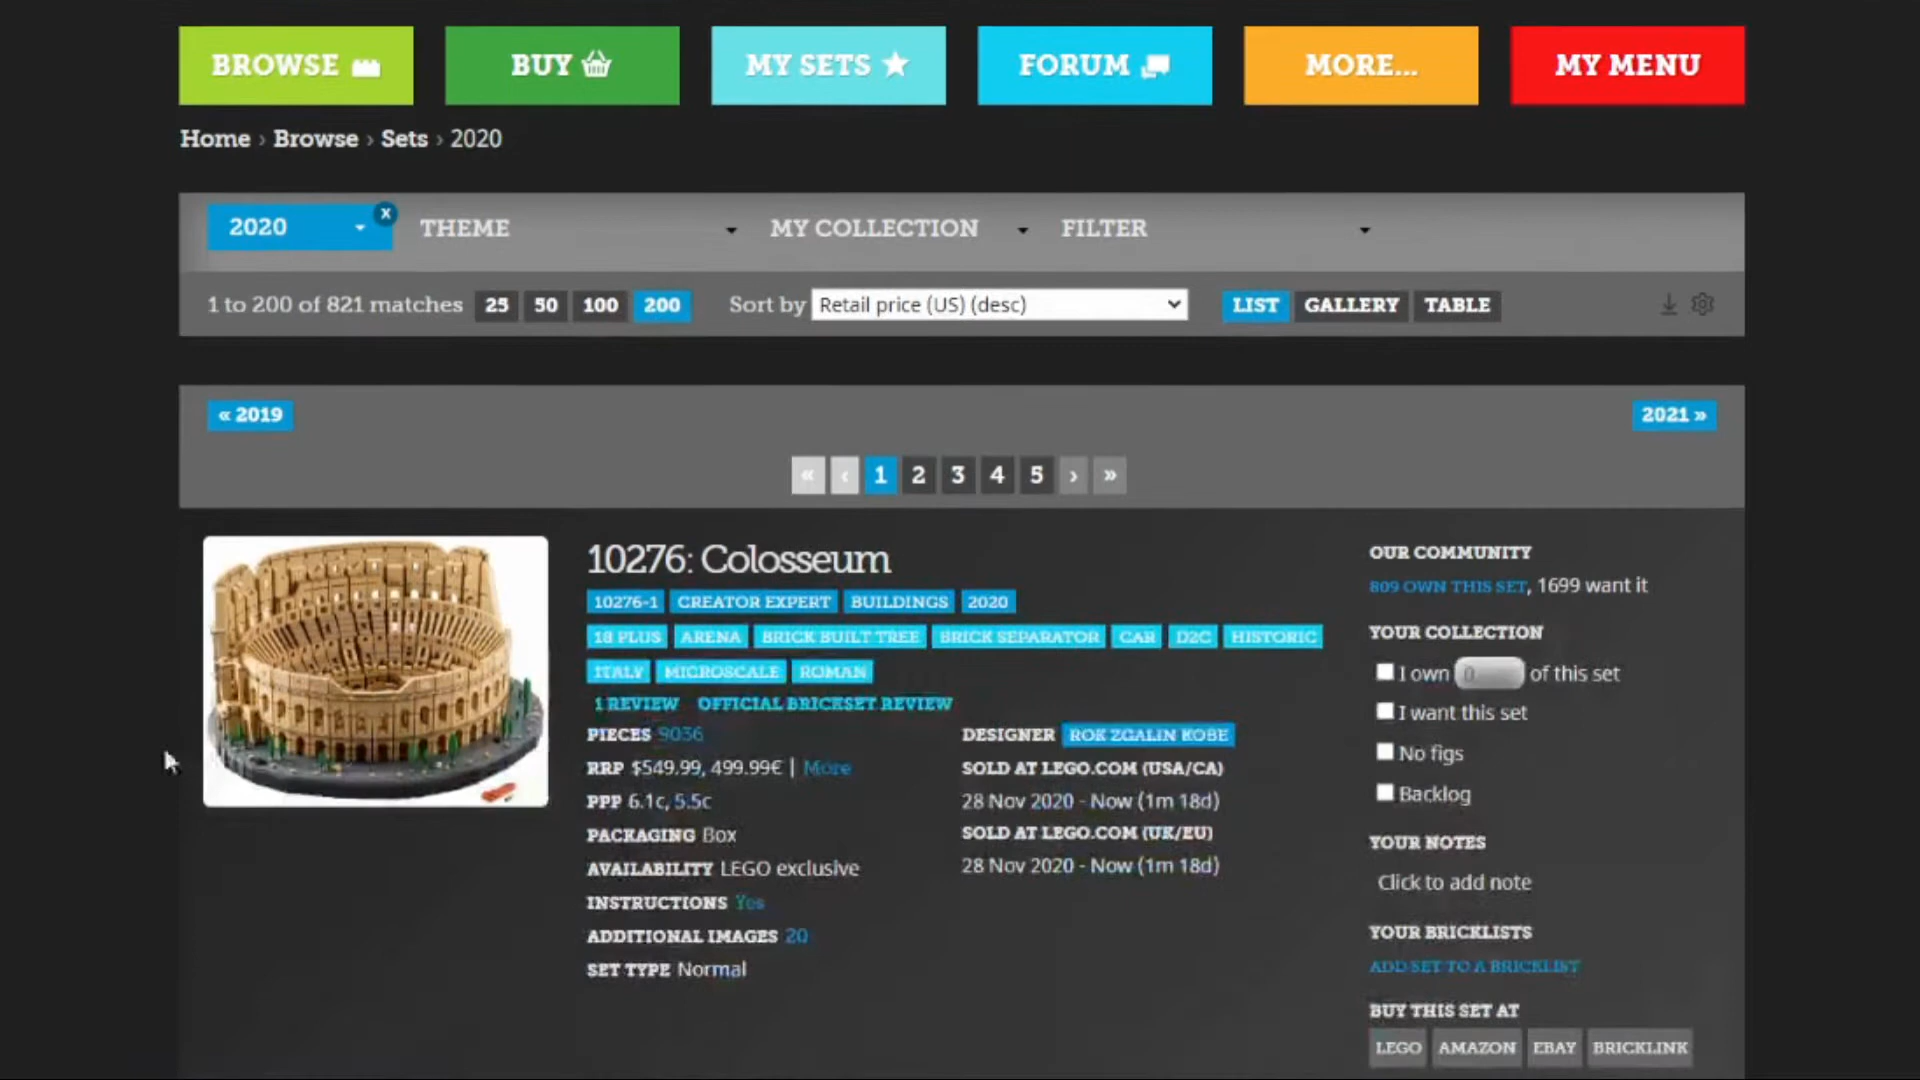 BROWSE
BUY
MY SETS
FORUM
MORE...
MY MENU
Home › Browse › Sets › 2020
2020 x
THEME
MY COLLECTION
FILTER
1 to 200 of 821 matches 25 50 100 200 Sort by Retail price (US) (desc) LIST GALLERY TABLE
« 2019
2021 »
« ‹ 1 2 3 4 5 › »
10276: Colosseum
10276-1 CREATOR EXPERT BUILDINGS 2020
18 PLUS ARENA BRICK BUILT TREE BRICK SEPARATOR CAR D2C HISTORIC
ITALY MICROSCALE ROMAN
1 REVIEW OFFICIAL BRICKSET REVIEW
PIECES 9036
RRP $549.99, 499.99€ | More
PPP 6.1c, 5.5c
PACKAGING Box
AVAILABILITY LEGO exclusive
INSTRUCTIONS Yes
ADDITIONAL IMAGES 20
SET TYPE Normal
DESIGNER ROK ZGALIN KOBE
SOLD AT LEGO.COM (USA/CA)
28 Nov 2020 - Now (1m 18d)
SOLD AT LEGO.COM (UK/EU)
28 Nov 2020 - Now (1m 18d)
OUR COMMUNITY
809 OWN THIS SET, 1699 want it
YOUR COLLECTION
I own 0 of this set
I want this set
No figs
Backlog
YOUR NOTES
Click to add note
YOUR BRICKLISTS
ADD SET TO A BRICKLIST
BUY THIS SET AT
LEGO AMAZON EBAY BRICKLINK